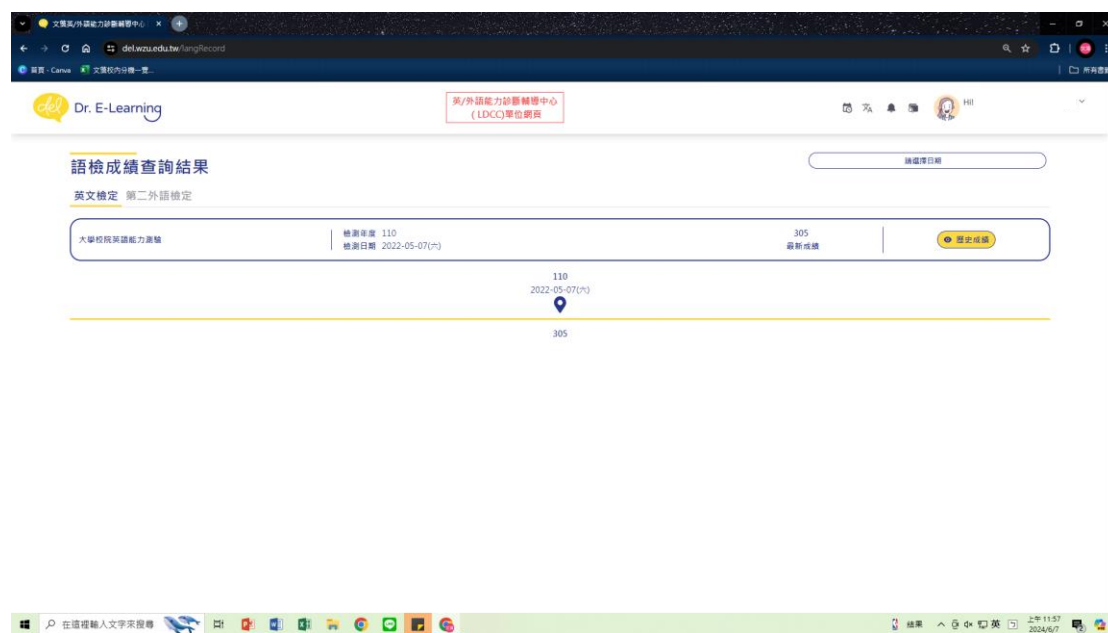 文藻英/外語能力診斷輔導中心
del.wzu.edu.tw/langRecord
首頁 - Canva 文藻校內分機一覽...
所有書籤
del Dr. E-Learning
英/外語能力診斷輔導中心
( LDCC)單位網頁
Hi!
語檢成績查詢結果
請選擇日期
英文檢定 第二外語檢定
大學校院英語能力測驗
檢測年度 110
檢測日期 2022-05-07(六)
305
最新成績
歷史成績
110
2022-05-07(六)
305
在這裡輸入文字來搜尋
結果
英
上午 11:57
2024/6/7